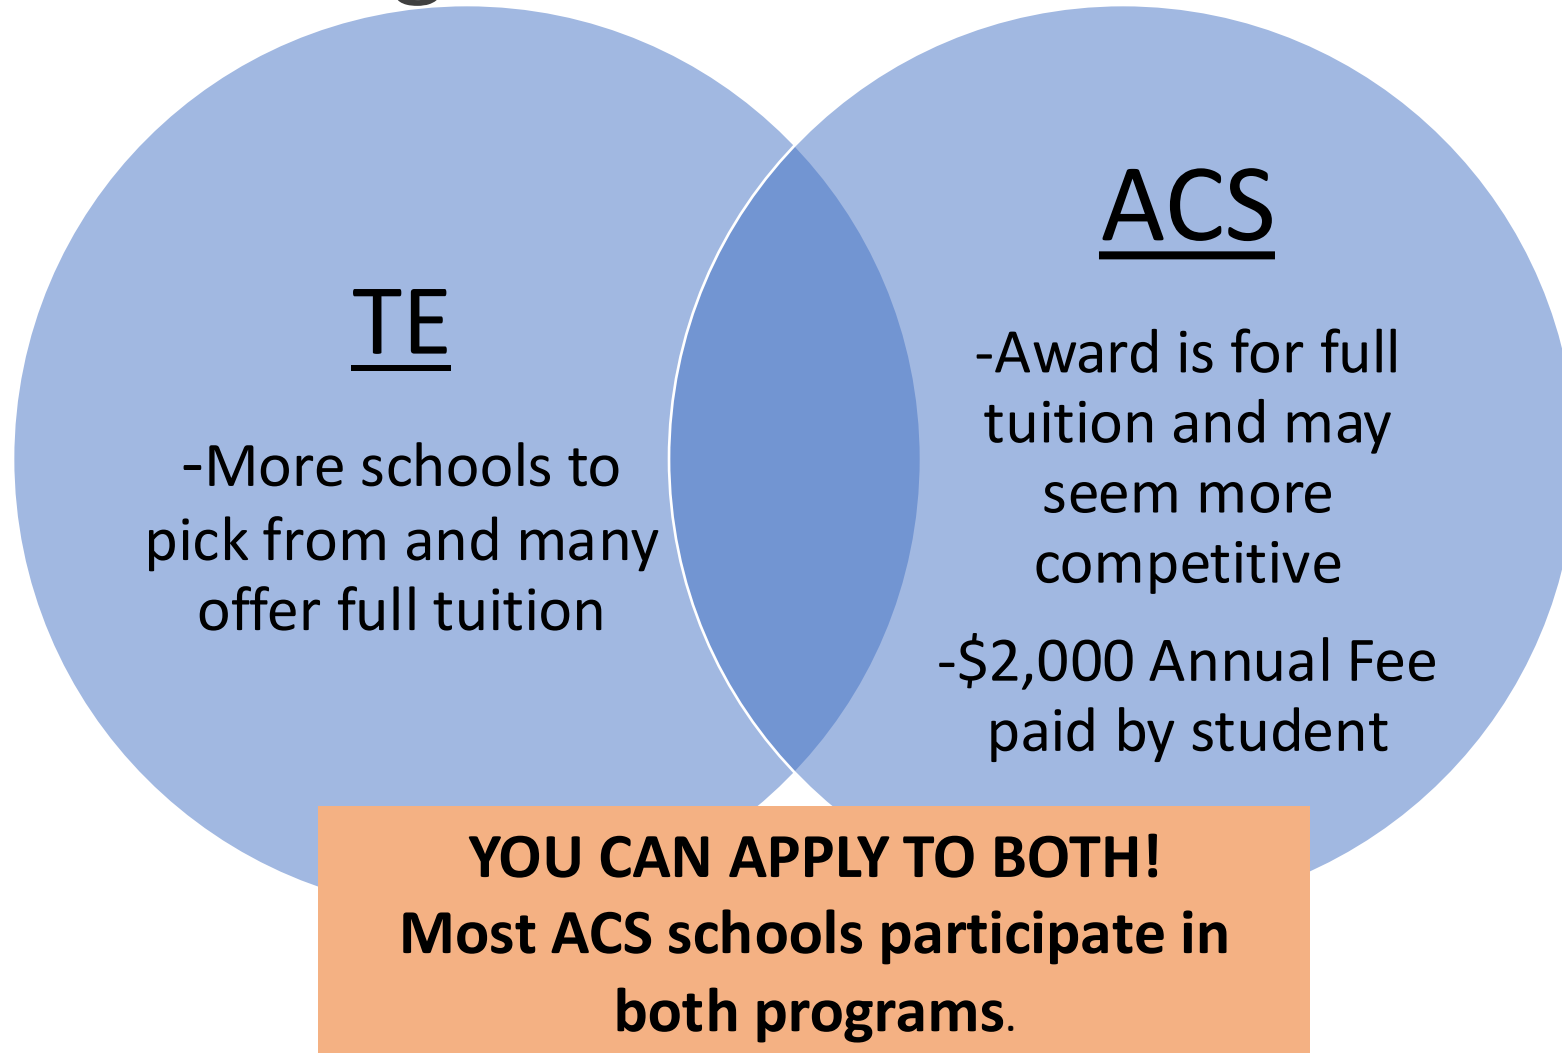 TE
-More schools to
pick from and many
offer full tuition
ACS
-Award is for full
tuition and may
seem more
competitive
-$2,000 Annual Fee
paid by student
YOU CAN APPLY TO BOTH!
Most ACS schools participate in
both programs.